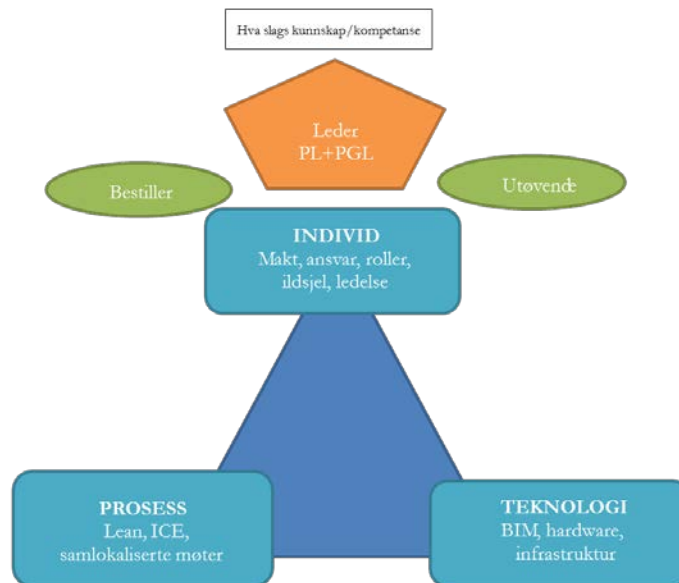 Hva slags kunnskap/kompetanse
Leder
PL+PGL
Bestiller
Utøvende
INDIVID
Makt, ansvar, roller,
ildsjel, ledelse
PROSESS
Lean, ICE,
samlokaliserte møter
TEKNOLOGI
BIM, hardware,
infrastruktur